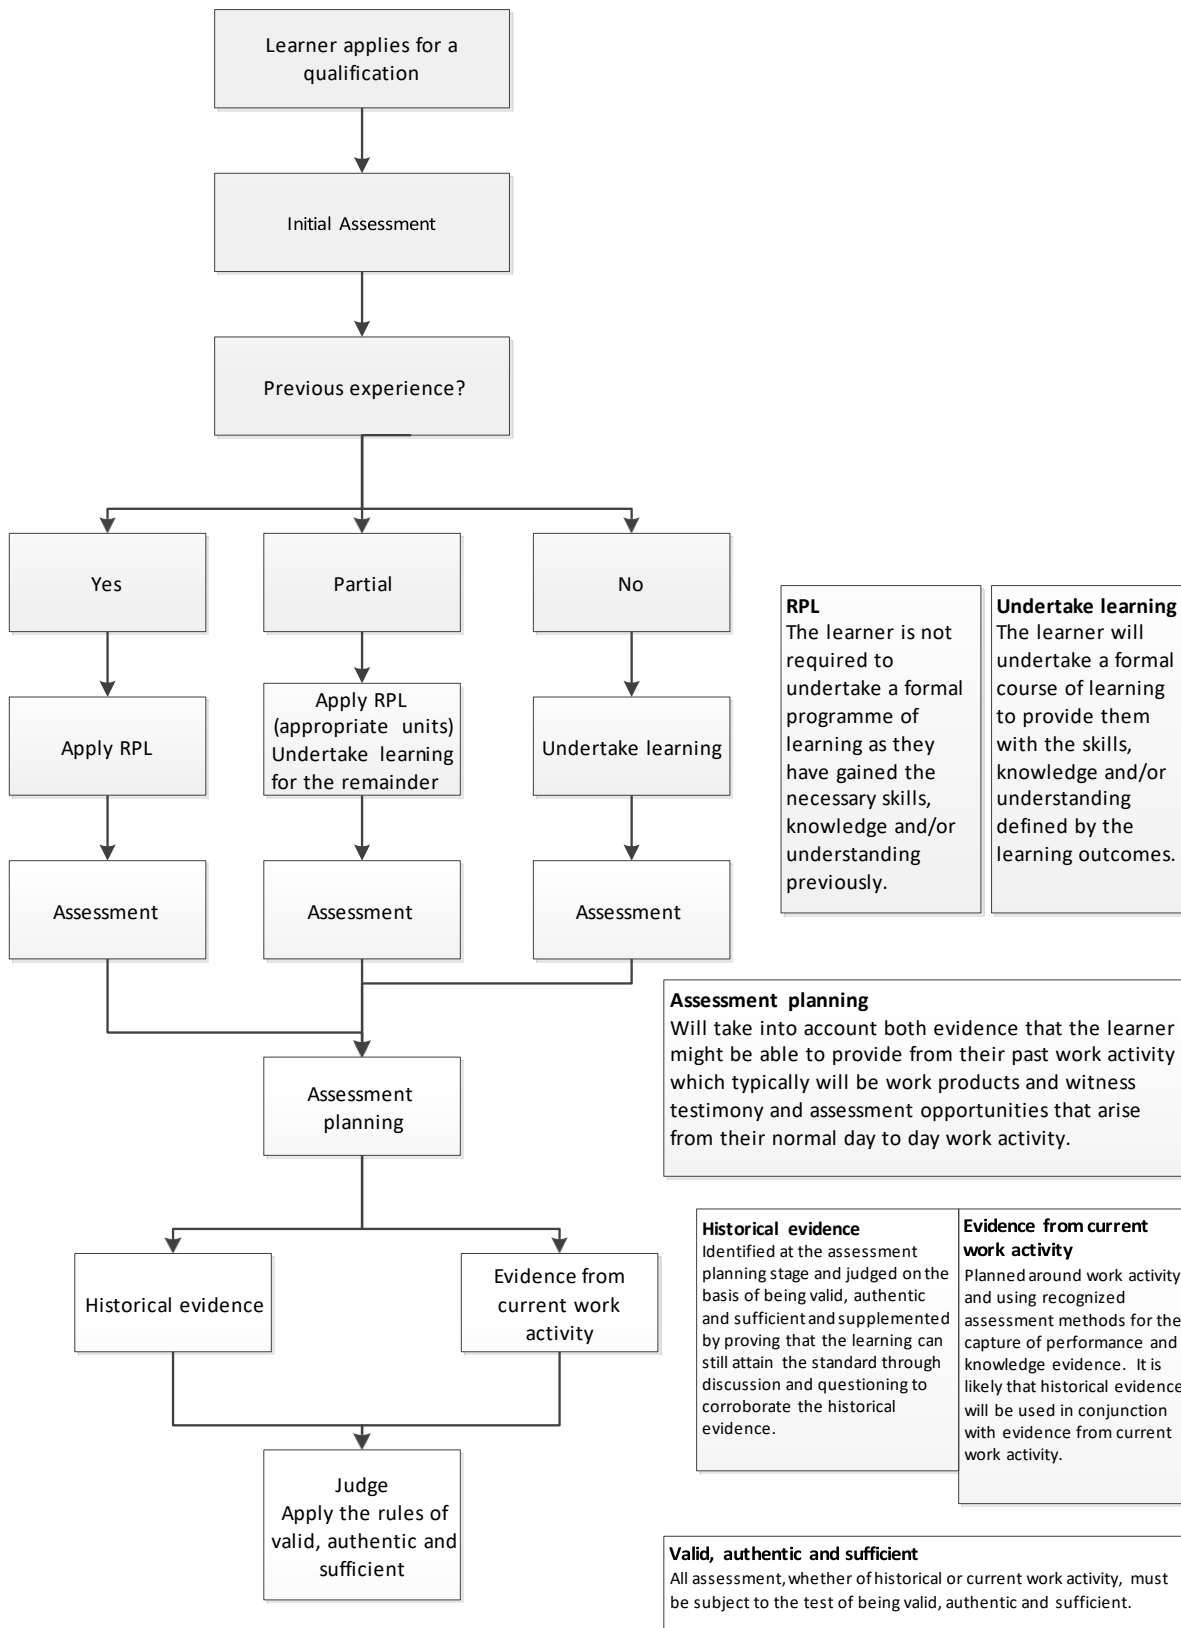 Learner applies for a
qualification
Initial Assessment
Previous experience?
Yes
Partial
No
Apply RPL
Apply RPL
(appropriate units)
Undertake learning
for the remainder
Undertake learning
Assessment
Assessment
Assessment
Assessment
planning
Historical evidence
Evidence from
current work
activity
Judge
Apply the rules of
valid, authentic and
sufficient
RPL
The learner is not
required to
undertake a formal
programme of
learning as they
have gained the
necessary skills,
knowledge and/or
understanding
previously.
Undertake learning
The learner will
undertake a formal
course of learning
to provide them
with the skills,
knowledge and/or
understanding
defined by the
learning outcomes.
Assessment planning
Will take into account both evidence that the learner
might be able to provide from their past work activity
which typically will be work products and witness
testimony and assessment opportunities that arise
from their normal day to day work activity.
Historical evidence
Identified at the assessment
planning stage and judged on the
basis of being valid, authentic
and sufficient and supplemented
by proving that the learning can
still attain the standard through
discussion and questioning to
corroborate the historical
evidence.
Evidence from current
work activity
Planned around work activity
and using recognized
assessment methods for the
capture of performance and
knowledge evidence. It is
likely that historical evidence
will be used in conjunction
with evidence from current
work activity.
Valid, authentic and sufficient
All assessment, whether of historical or current work activity, must
be subject to the test of being valid, authentic and sufficient.